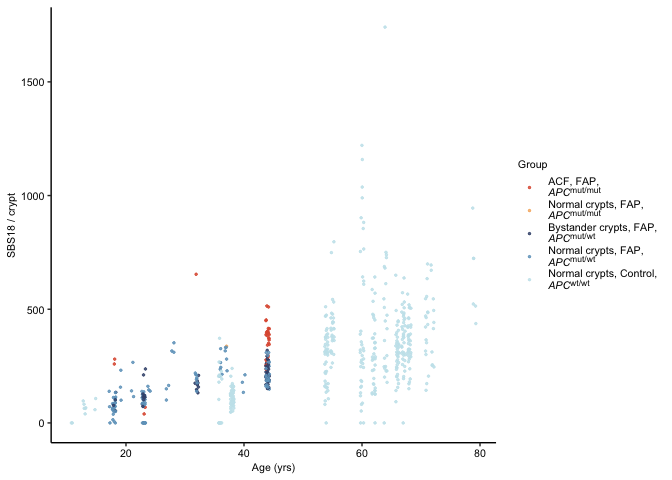 1500
1000
500
0
SBS18 / crypt
20
40
60
80
Age (yrs)
Group
ACF, FAP,
APCmut/mut
Normal crypts, FAP,
APCmut/mut
Bystander crypts, FAP,
APCmut/wt
Normal crypts, FAP,
APCmut/wt
Normal crypts, Control,
APCwt/wt